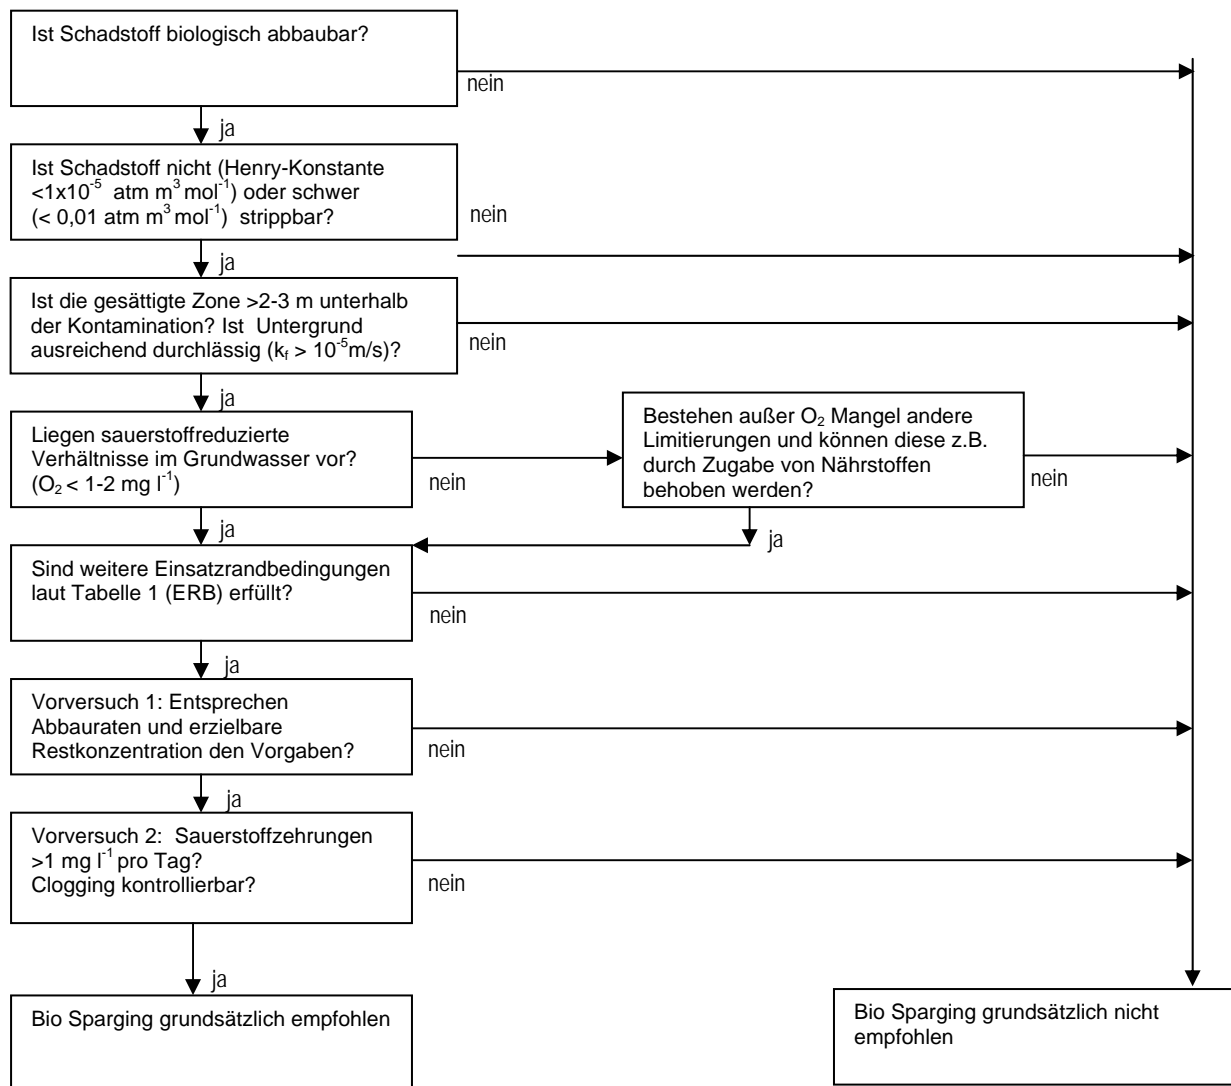 Ist Schadstoff biologisch abbaubar?
nein
ja
Ist Schadstoff nicht (Henry-Konstante
<1x10⁻⁵ atm m³ mol⁻¹) oder schwer
(< 0,01 atm m³ mol⁻¹) strippbar?
nein
ja
Ist die gesättigte Zone >2-3 m unterhalb
der Kontamination? Ist Untergrund
ausreichend durchlässig (k_f > 10⁻⁵m/s)?
nein
ja
Liegen sauerstoffreduzierte
Verhältnisse im Grundwasser vor?
(O₂ < 1-2 mg l⁻¹)
nein
Bestehen außer O₂ Mangel andere
Limitierungen und können diese z.B.
durch Zugabe von Nährstoffen
behoben werden?
nein
ja
ja
Sind weitere Einsatzrandbedingungen
laut Tabelle 1 (ERB) erfüllt?
nein
ja
Vorversuch 1: Entsprechen
Abbauraten und erzielbare
Restkonzentration den Vorgaben?
nein
ja
Vorversuch 2: Sauerstoffzehrungen
>1 mg l⁻¹ pro Tag?
Clogging kontrollierbar?
nein
ja
Bio Sparging grundsätzlich empfohlen
Bio Sparging grundsätzlich nicht
empfohlen